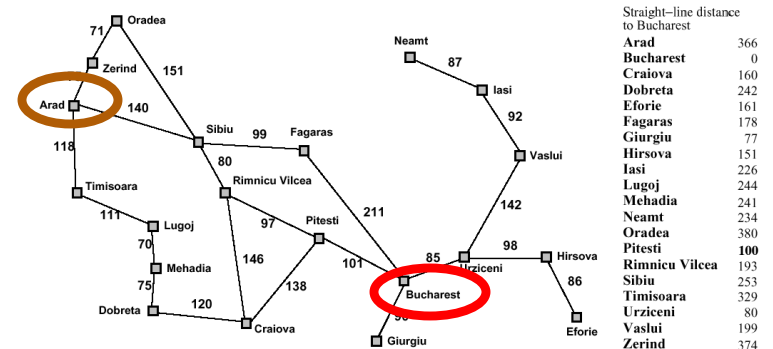 Oradea
71
Zerind
151
Arad
140
118
Sibiu
99
Fagaras
80
Rimnicu Vilcea
Timisoara
111
Lugoj
70
Mehadia
75
Dobreta
120
Craiova
146
97
Pitesti
138
101
211
Neamt
87
Iasi
92
Vaslui
142
85
Urziceni
98
Hirsova
86
Eforie
Bucharest
Giurgiu
Straight-line distance
to Bucharest
Arad 366
Bucharest 0
Craiova 160
Dobreta 242
Eforie 161
Fagaras 178
Giurgiu 77
Hirsova 151
Iasi 226
Lugoj 244
Mehadia 241
Neamt 234
Oradea 380
Pitesti 100
Rimnicu Vilcea 193
Sibiu 253
Timisoara 329
Urziceni 80
Vaslui 199
Zerind 374